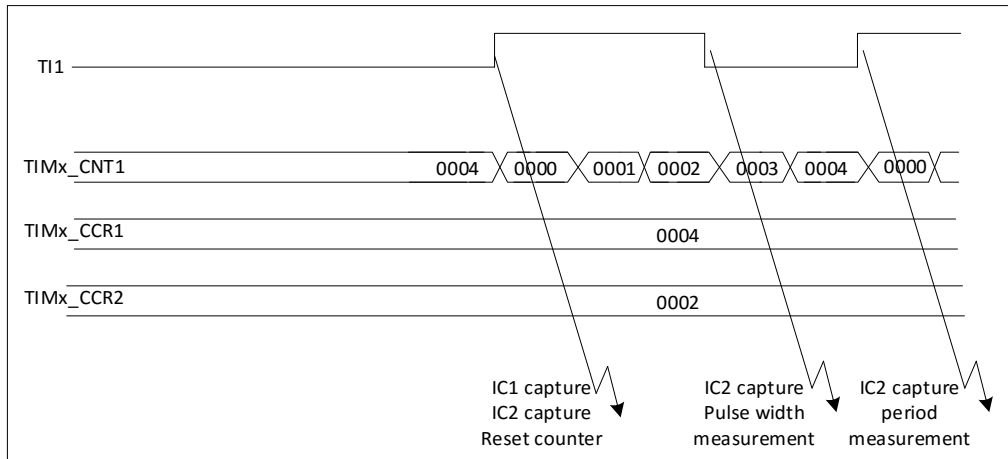 TI1
TIMx_CNT1
0004 0000 0001 0002 0003 0004 0000
TIMx_CCR1
0004
TIMx_CCR2
0002
IC1 capture
IC2 capture
Reset counter
IC2 capture
Pulse width
measurement
IC2 capture
period
measurement